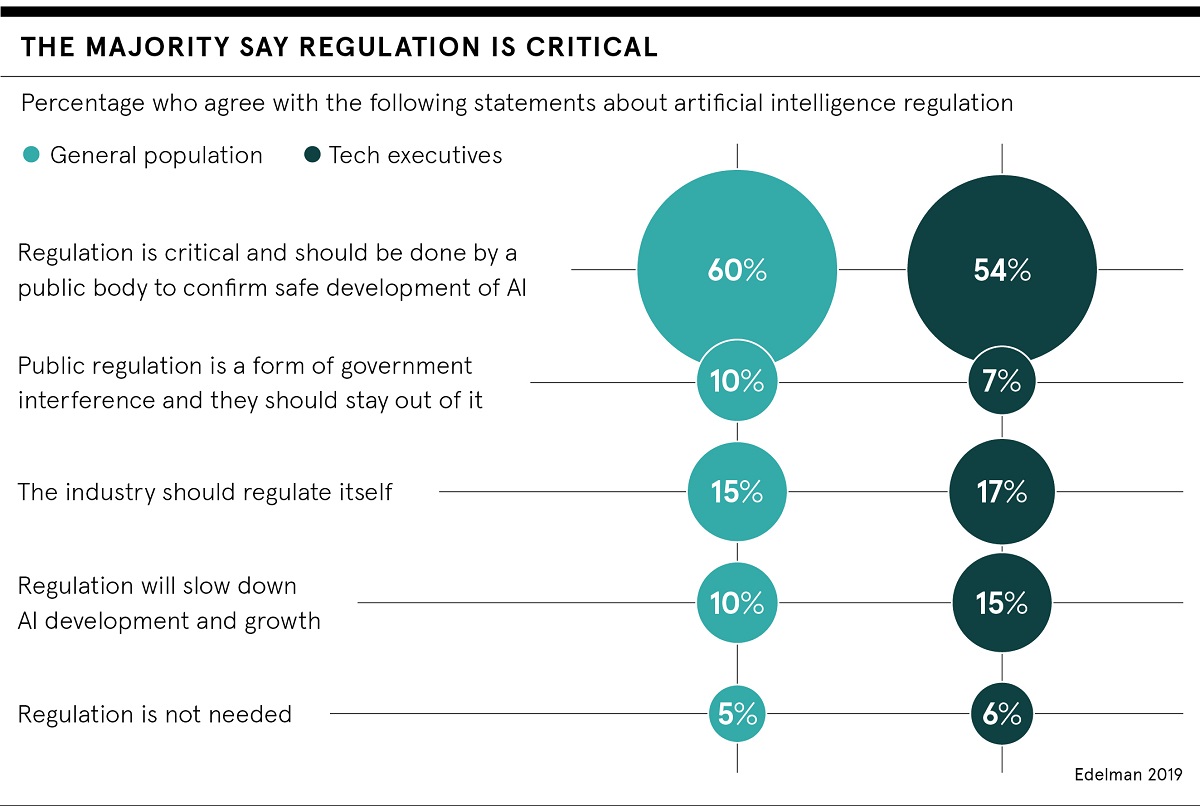 THE MAJORITY SAY REGULATION IS CRITICAL
Percentage who agree with the following statements about artificial intelligence regulation
General population
Tech executives
Regulation is critical and should be done by a
public body to confirm safe development of AI
60%
54%
Public regulation is a form of government
interference and they should stay out of it
10%
7%
The industry should regulate itself
15%
17%
Regulation will slow down
AI development and growth
10%
15%
Regulation is not needed
5%
6%
Edelman 2019